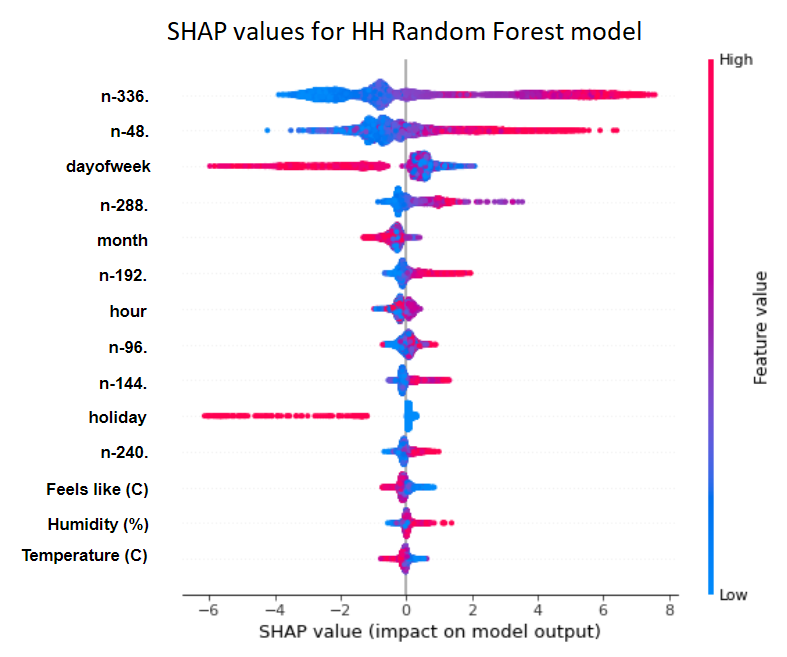 SHAP values for HH Random Forest model
High
n-336.
n-48.
dayofweek
n-288.
month
n-192.
hour
n-96.
n-144.
holiday
n-240.
Feels like (C)
Humidity (%)
Temperature (C)
Feature value
Low
−6 −4 −2 0 2 4 6 8
SHAP value (impact on model output)